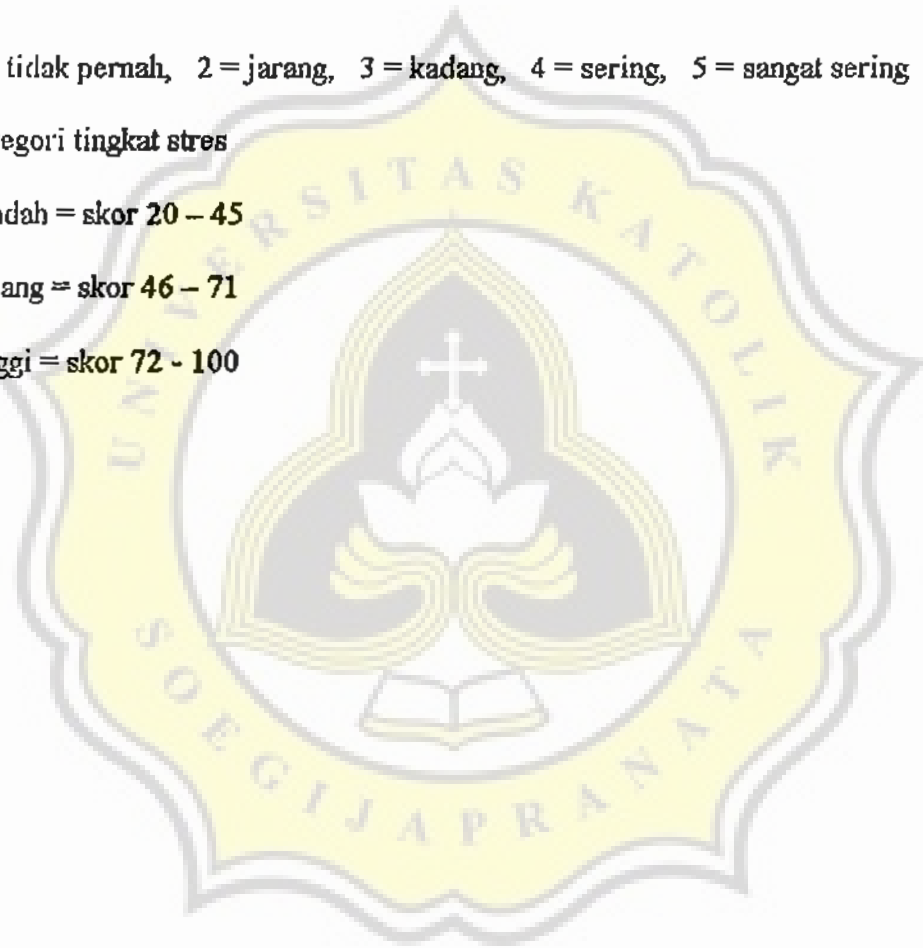 tidak pernah, 2 = jarang, 3 = kadang, 4 = sering, 5 = sangat sering
egori tingkat stres
dah = skor 20 – 45
ang = skor 46 – 71
ggi = skor 72 - 100
UNIVERSITAS KATOLIK
SOEGIJAPRANATA